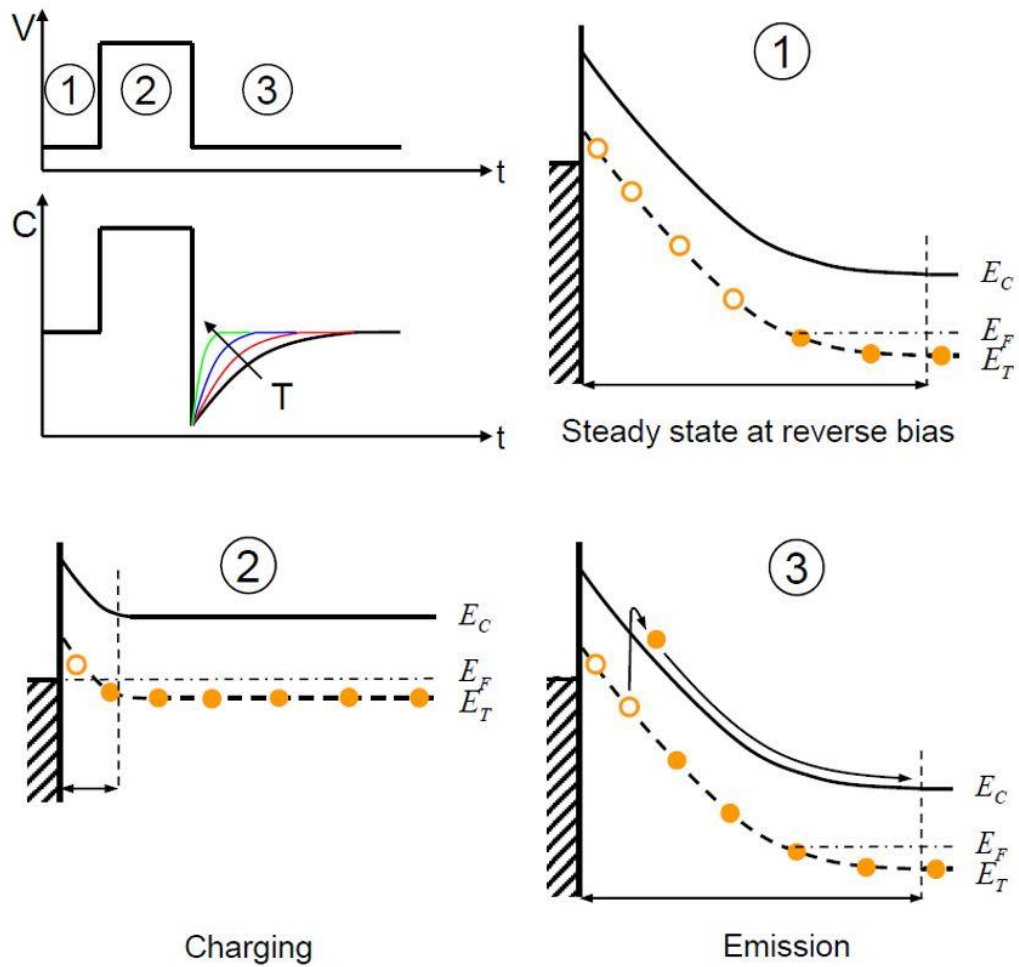 V
① ② ③
t
C
T
t
①
E_C
E_F
E_T
Steady state at reverse bias
②
E_C
E_F
E_T
Charging
③
E_C
E_F
E_T
Emission